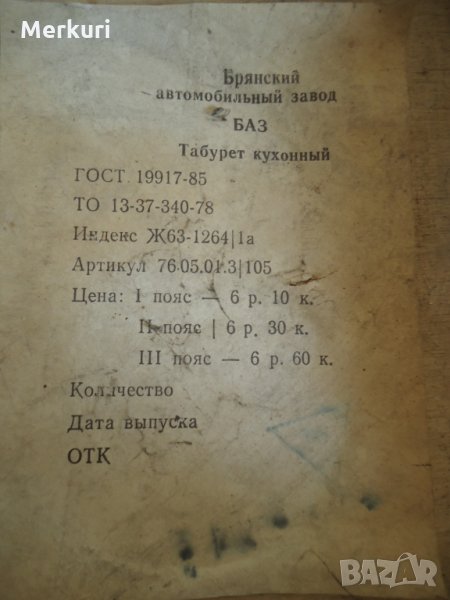 Merkuri
Брянский
автомобильный завод
БАЗ
Табурет кухонный
ГОСТ 19917-85
ТО 13-37-340-78
Индекс Ж63-1264|1а
Артикул 76.05.01.3|105
Цена: I пояс — 6 р. 10 к.
II пояс | 6 р. 30 к.
III пояс — 6 р. 60 к.
Количество
Дата выпуска
ОТК
BAZAR